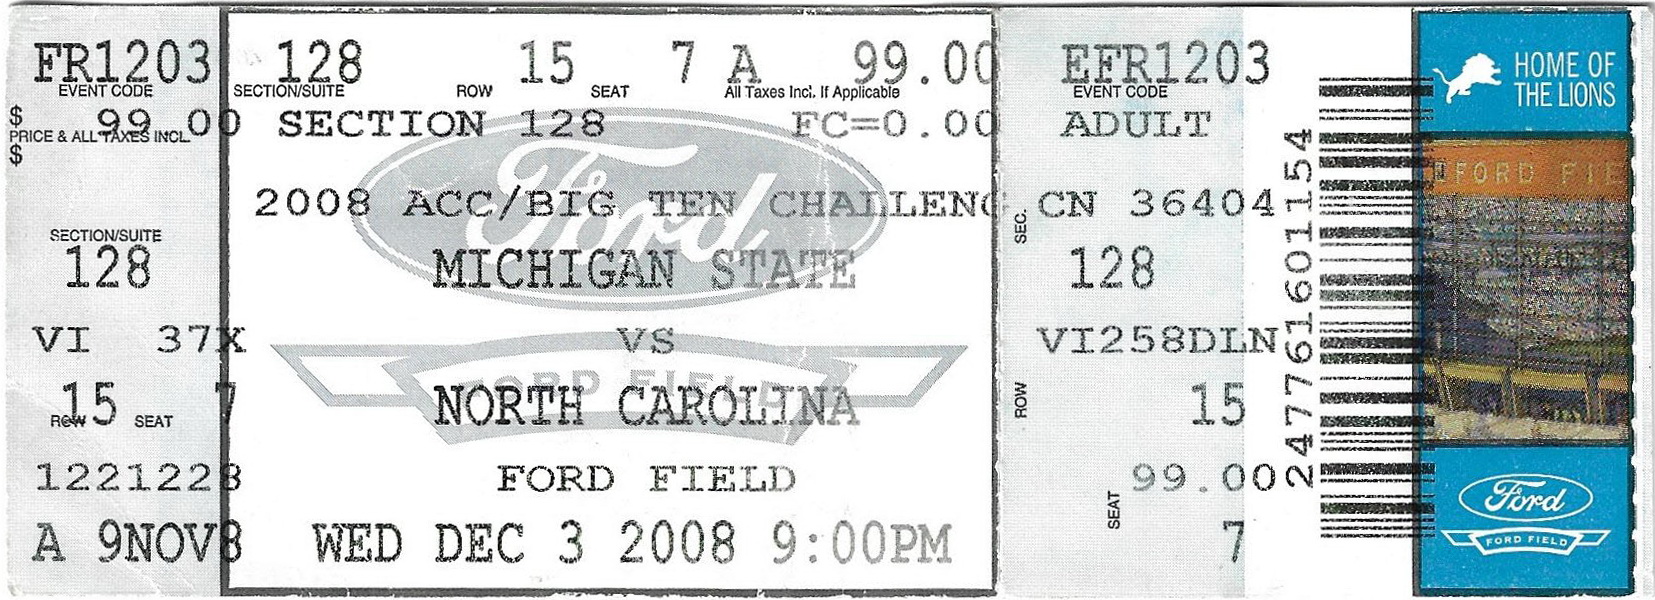 FR1203
EVENT CODE
$ 99.00
PRICE & ALL TAXES INCL.
$
SECTION/SUITE
128
VI 37X
15 7
ROW SEAT
1221228
A 9NOV8
128 15 7 A 99.00
SECTION/SUITE ROW SEAT All Taxes Incl. If Applicable
SECTION 128 FC=0.00
Ford
2008 ACC/BIG TEN CHALLENG
MICHIGAN STATE
VS
FORD FIELD
NORTH CAROLINA
FORD FIELD
WED DEC 3 2008 9:00PM
EFR1203
EVENT CODE
ADULT
CN 36404
SEC. 128
VI258DLN
ROW 15
99.00
SEAT 7
2477616601154
HOME OF
THE LIONS
FORD FIE
Ford
FORD FIELD